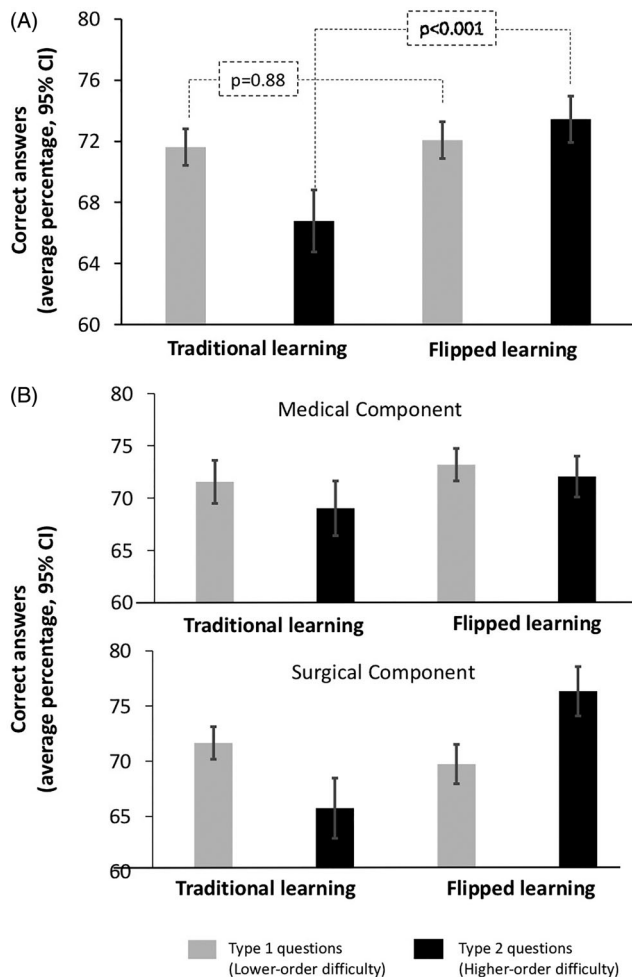 (A)
80
76
72
68
64
60
Correct answers
(average percentage, 95% CI)
p=0.88
p<0.001
Traditional learning
Flipped learning
(B)
Correct answers
(average percentage, 95% CI)
80
75
70
65
60
Medical Component
Traditional learning
Flipped learning
80
75
70
65
60
Surgical Component
Traditional learning
Flipped learning
Type 1 questions
(Lower-order difficulty)
Type 2 questions
(Higher-order difficulty)